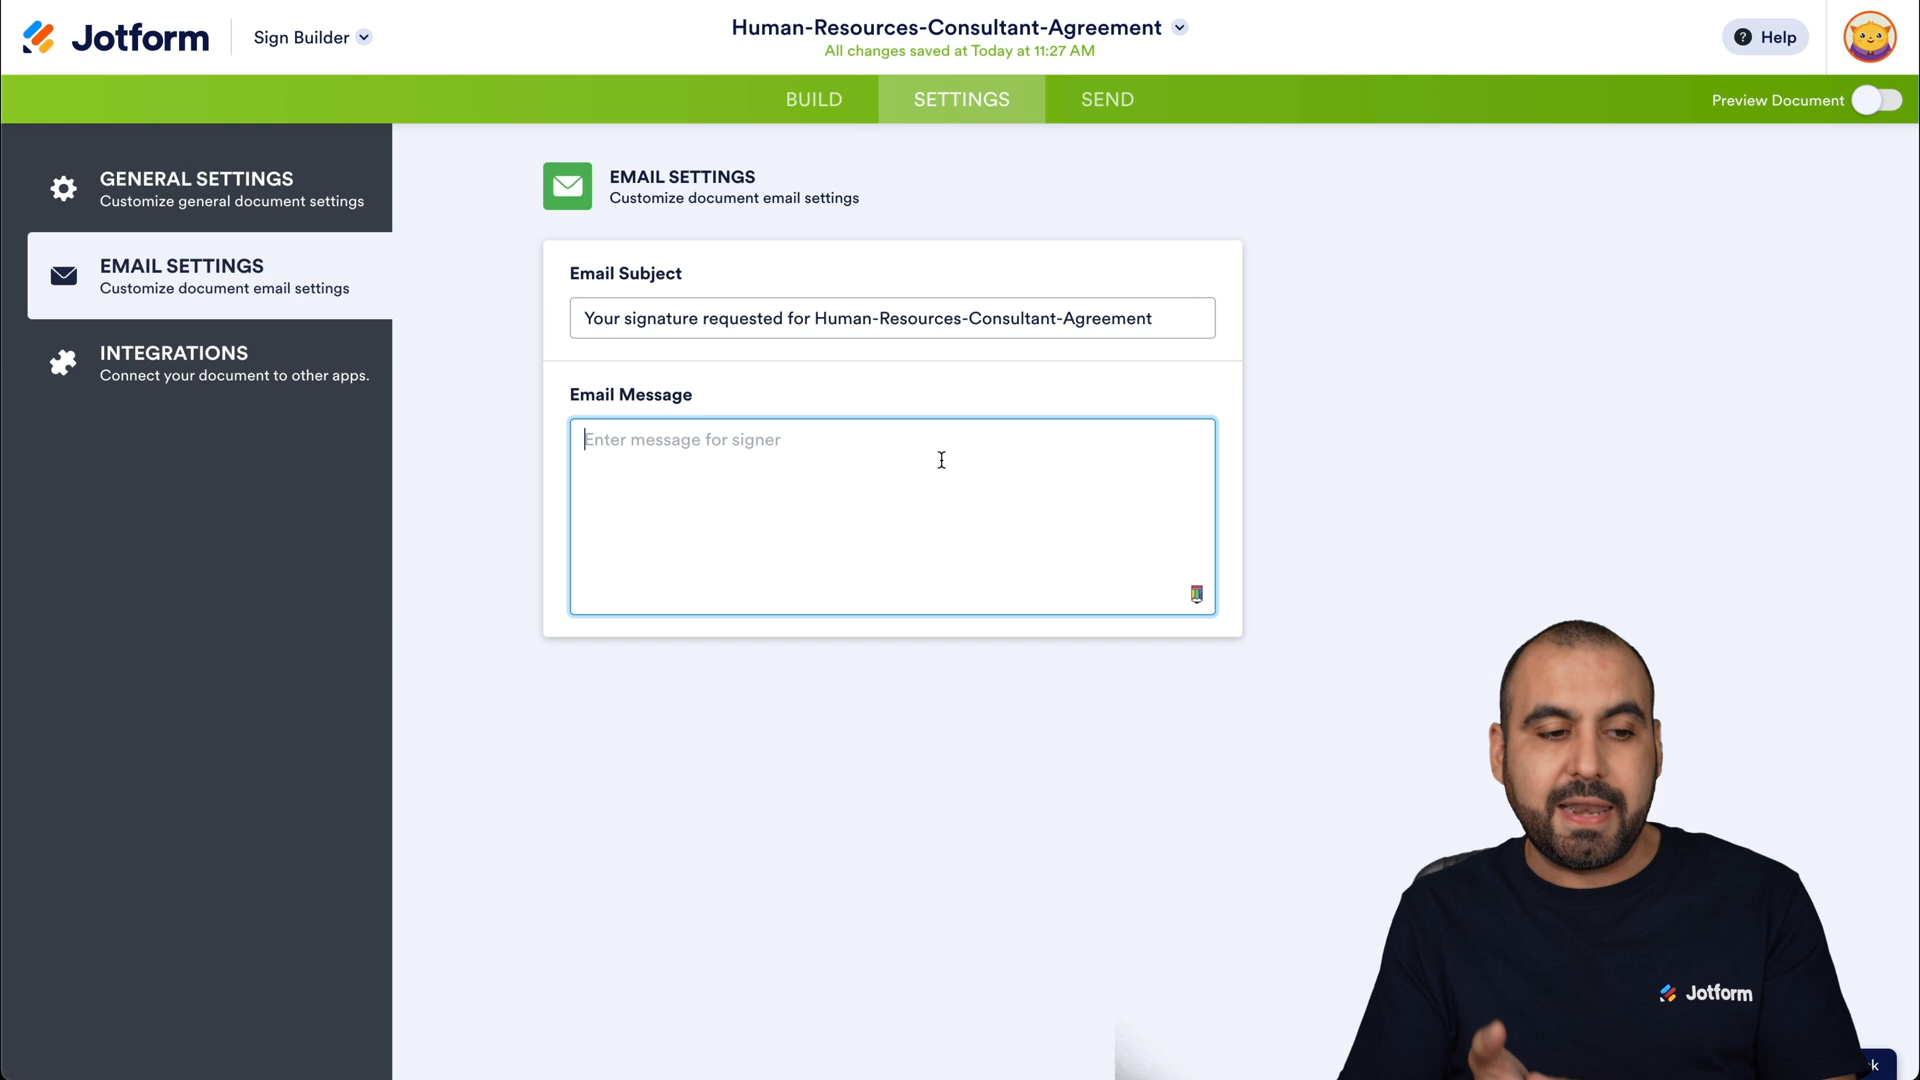 Jotform
Sign Builder
Human-Resources-Consultant-Agreement
All changes saved at Today at 11:27 AM
? Help
BUILD
SETTINGS
SEND
Preview Document
GENERAL SETTINGS
Customize general document settings
EMAIL SETTINGS
Customize document email settings
INTEGRATIONS
Connect your document to other apps.
EMAIL SETTINGS
Customize document email settings
Email Subject
Your signature requested for Human-Resources-Consultant-Agreement
Email Message
Enter message for signer
Jotform